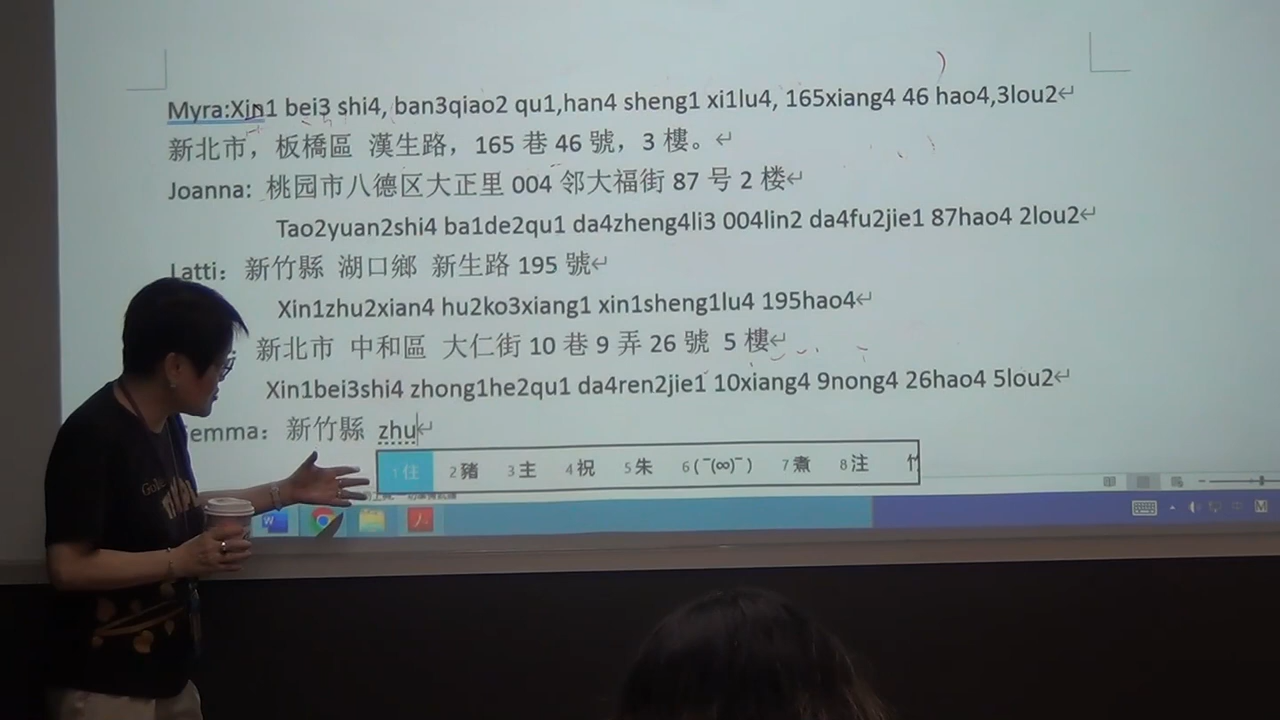 Myra:Xin1 bei3 shi4, ban3qiao2 qu1,han4 sheng1 xi1lu4, 165xiang4 46 hao4,3lou2
新北市，板橋區 漢生路，165 巷 46 號，3 樓。
Joanna: 桃园市八德区大正里 004 邻大福街 87 号 2 楼
Tao2yuan2shi4 ba1de2qu1 da4zheng4li3 004lin2 da4fu2jie1 87hao4 2lou2
Latti：新竹縣 湖口鄉 新生路 195 號
Xin1zhu2xian4 hu2ko3xiang1 xin1sheng1lu4 195hao4
新北市 中和區 大仁街 10 巷 9 弄 26 號 5 樓
Xin1bei3shi4 zhong1he2qu1 da4ren2jie1 10xiang4 9nong4 26hao4 5lou2
emma：新竹縣 zhu
1 住 2 豬 3 主 4 祝 5 朱 6 (¯(∞)¯) 7 煮 8 注